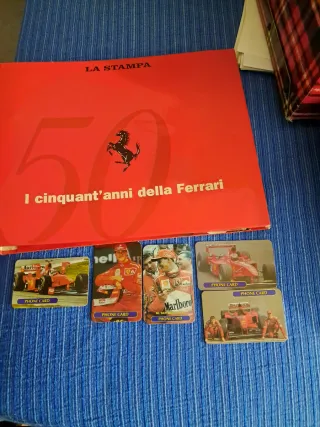 LA STAMPA
50
I cinquant'anni della Ferrari
Marlboro
PHONE CARD
PHONE CARD
PHONE CARD
PHONE CARD
PHONE CARD